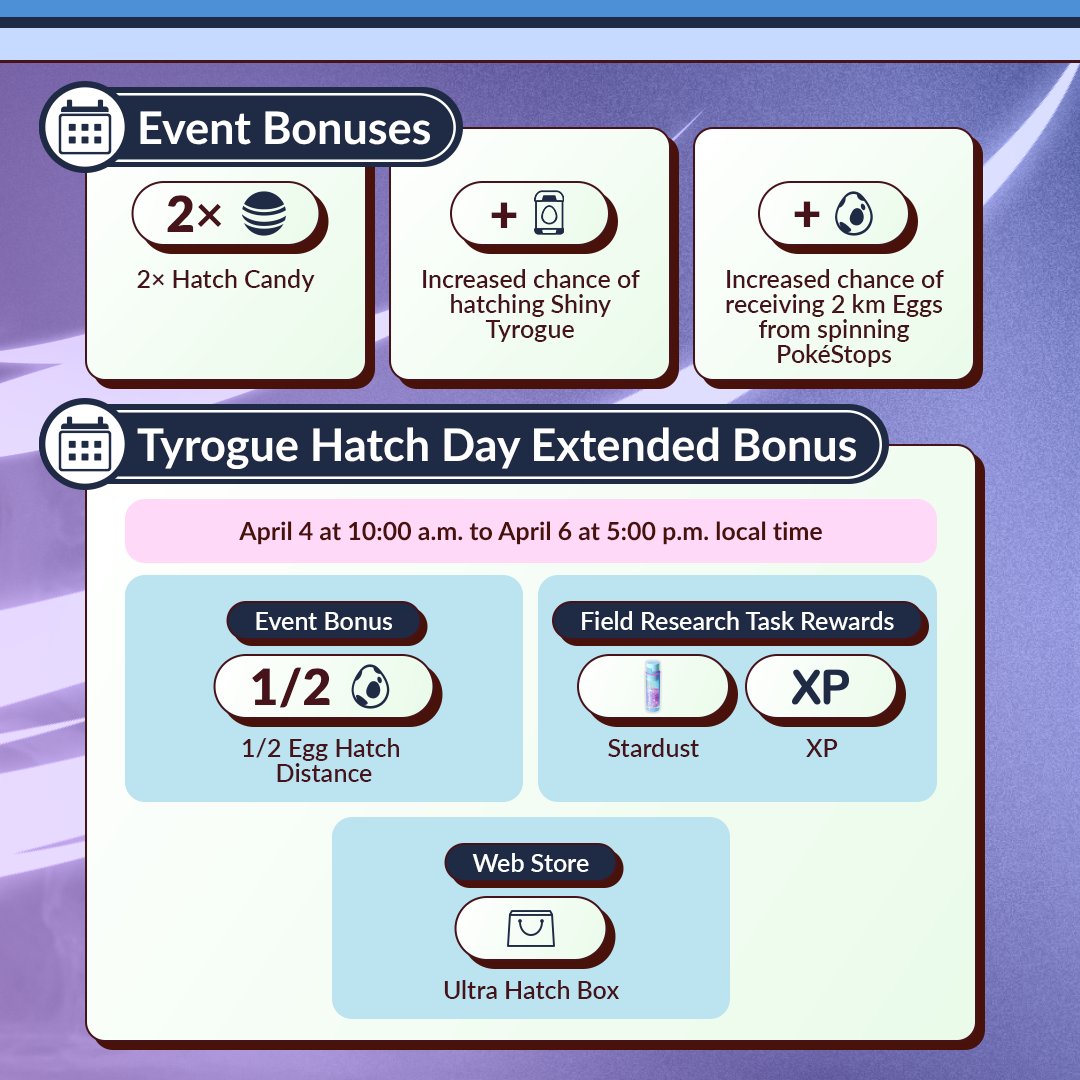 Event Bonuses
2×
2× Hatch Candy
+
Increased chance of
hatching Shiny
Tyrogue
+
Increased chance of
receiving 2 km Eggs
from spinning
PokéStops
Tyrogue Hatch Day Extended Bonus
April 4 at 10:00 a.m. to April 6 at 5:00 p.m. local time
Event Bonus
1/2
1/2 Egg Hatch
Distance
Field Research Task Rewards
Stardust
XP
XP
Web Store
Ultra Hatch Box